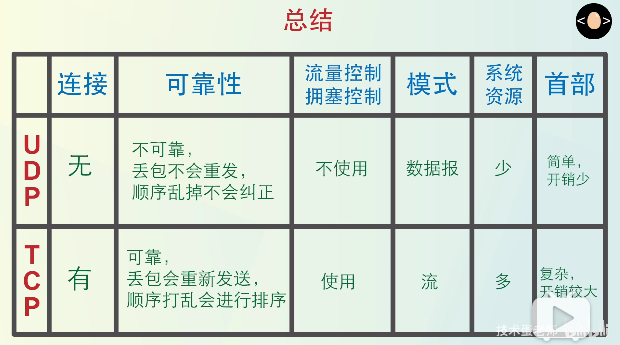 总结
连接
可靠性
流量控制
拥塞控制
模式
系统
资源
首部
UDP
无
不可靠，
丢包不会重发，
顺序乱掉不会纠正
不使用
数据报
少
简单，
开销少
TCP
有
可靠，
丢包会重新发送，
顺序打乱会进行排序
使用
流
多
复杂，
开销较大
技术蛋老师